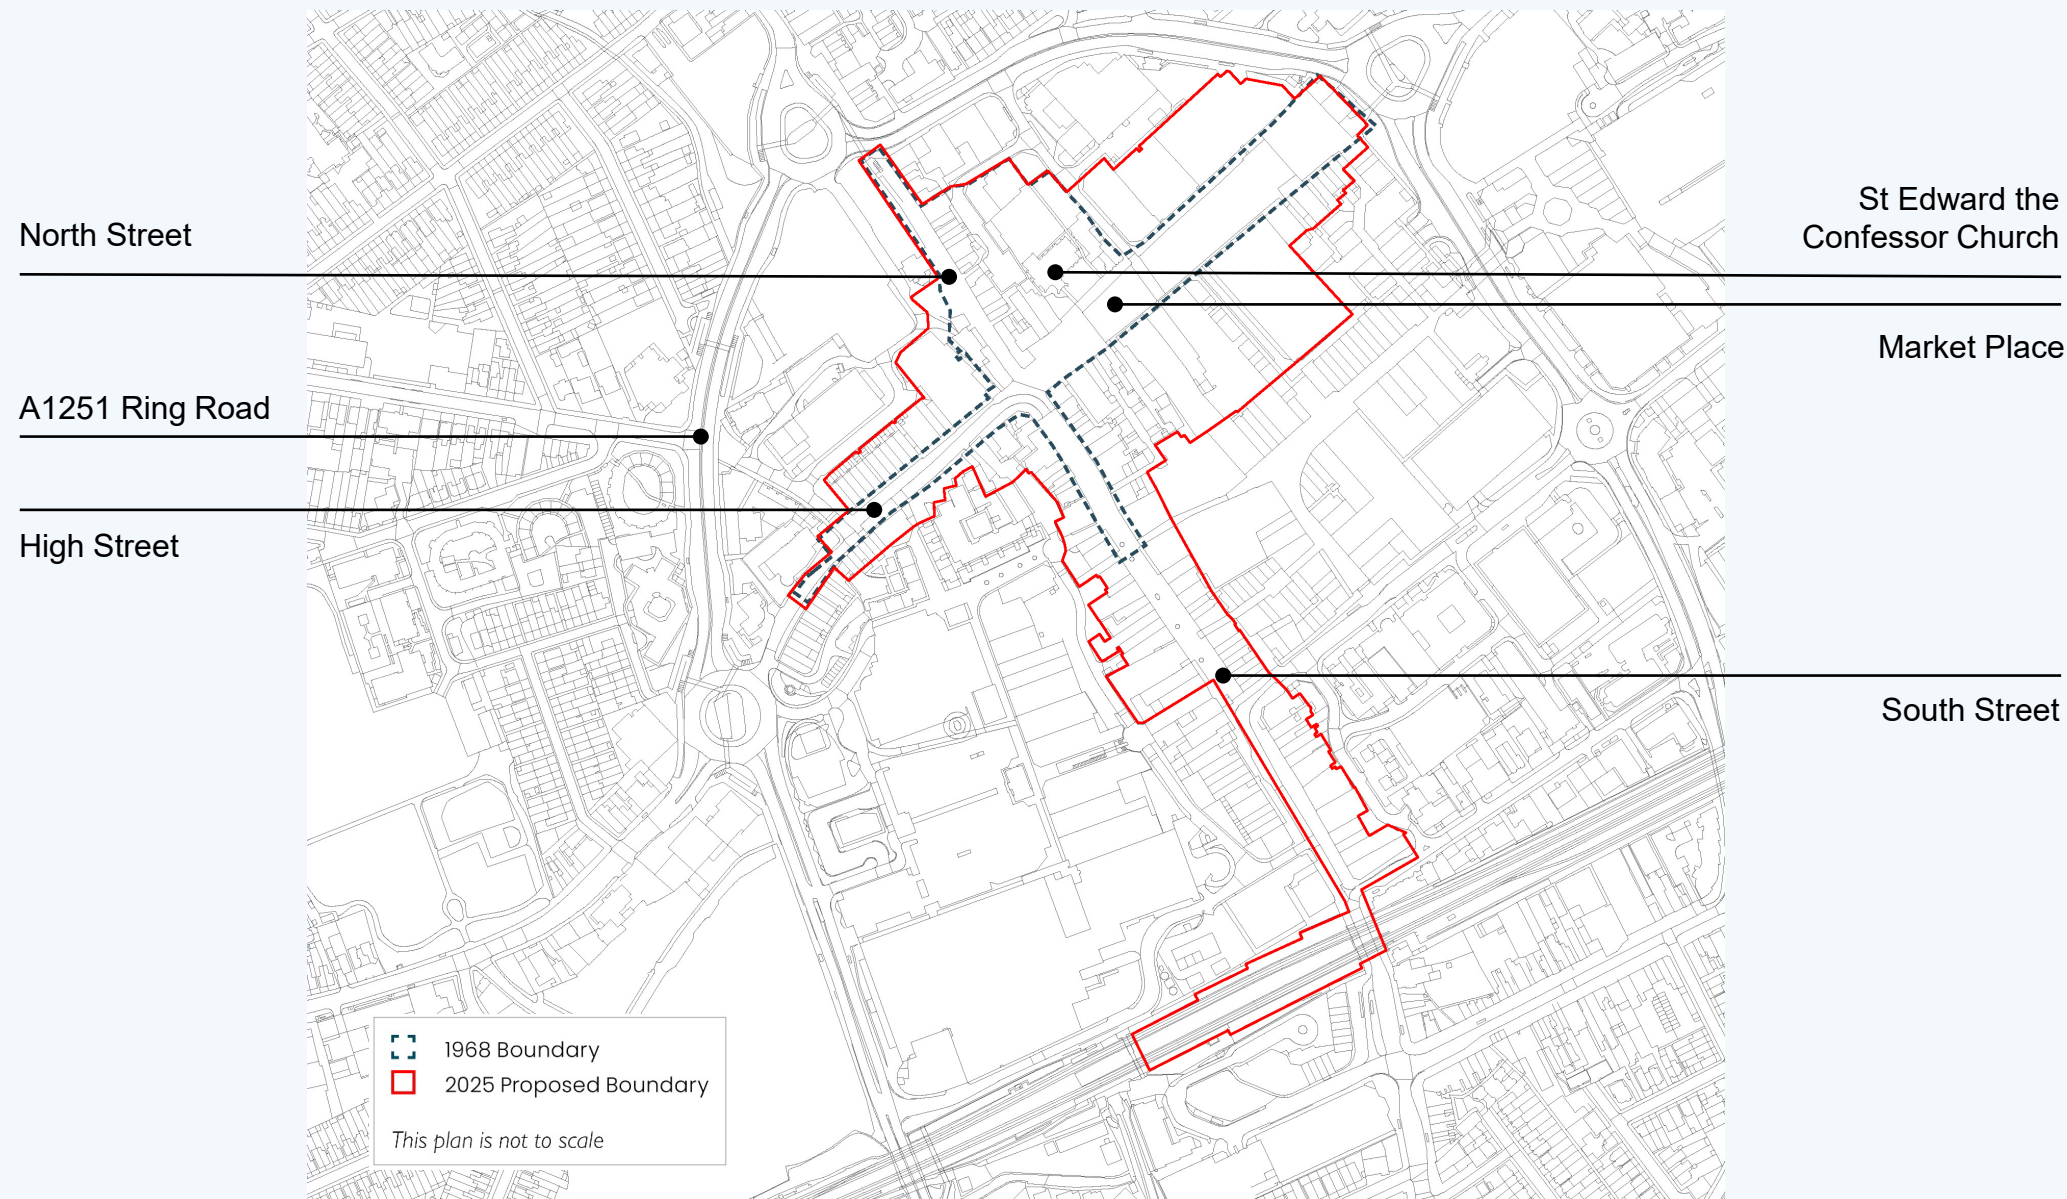 North Street
A1251 Ring Road
High Street
St Edward the
Confessor Church
Market Place
South Street
1968 Boundary
2025 Proposed Boundary
This plan is not to scale